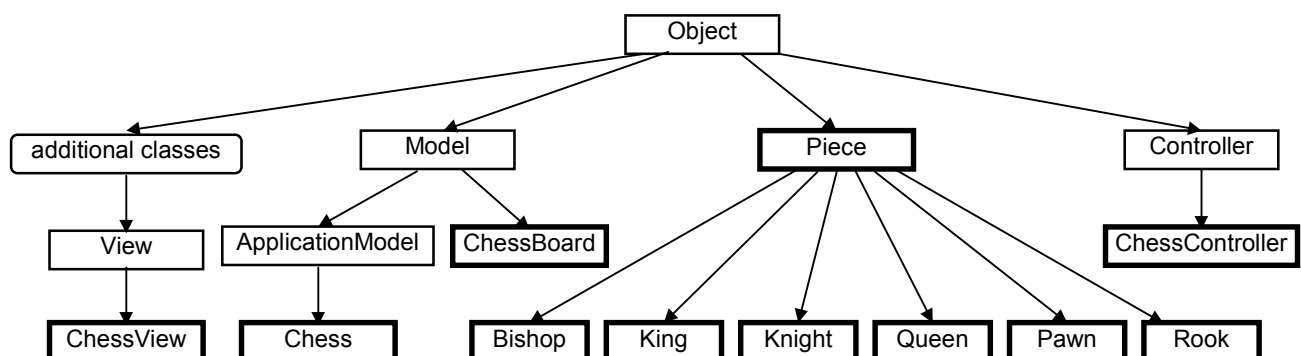 Object
additional classes
Model
Piece
Controller
View
ApplicationModel
ChessBoard
ChessController
ChessView
Chess
Bishop
King
Knight
Queen
Pawn
Rook